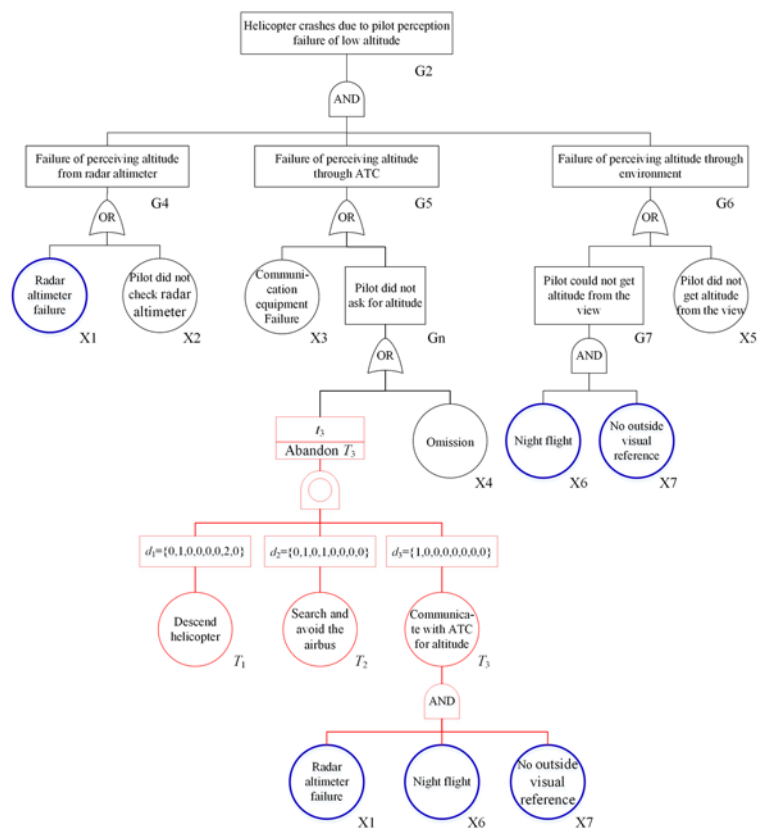 Helicopter crashes due to pilot perception
failure of low altitude
G2
AND
Failure of perceiving altitude
from radar altimeter
G4
Failure of perceiving altitude
through ATC
G5
Failure of perceiving altitude through
environment
G6
OR
OR
OR
Radar
altimeter
failure
X1
Pilot did not
check radar
altimeter
X2
Communi-
cation
equipment
Failure
X3
Pilot did not
ask for altitude
Gn
Pilot could not get
altitude from the
view
G7
Pilot did not
get altitude
from the view
X5
OR
AND
t₃
Abandon T₃
Omission
X4
Night flight
X6
No outside
visual
reference
X7
d₁={0,1,0,0,0,0,2,0}
d₂={0,1,0,1,0,0,0,0}
d₃={1,0,0,0,0,0,0,0}
Descend
helicopter
T₁
Search and
avoid the
airbus
T₂
Communica-
te with ATC
for altitude
T₃
AND
Radar
altimeter
failure
X1
Night flight
X6
No outside
visual
reference
X7